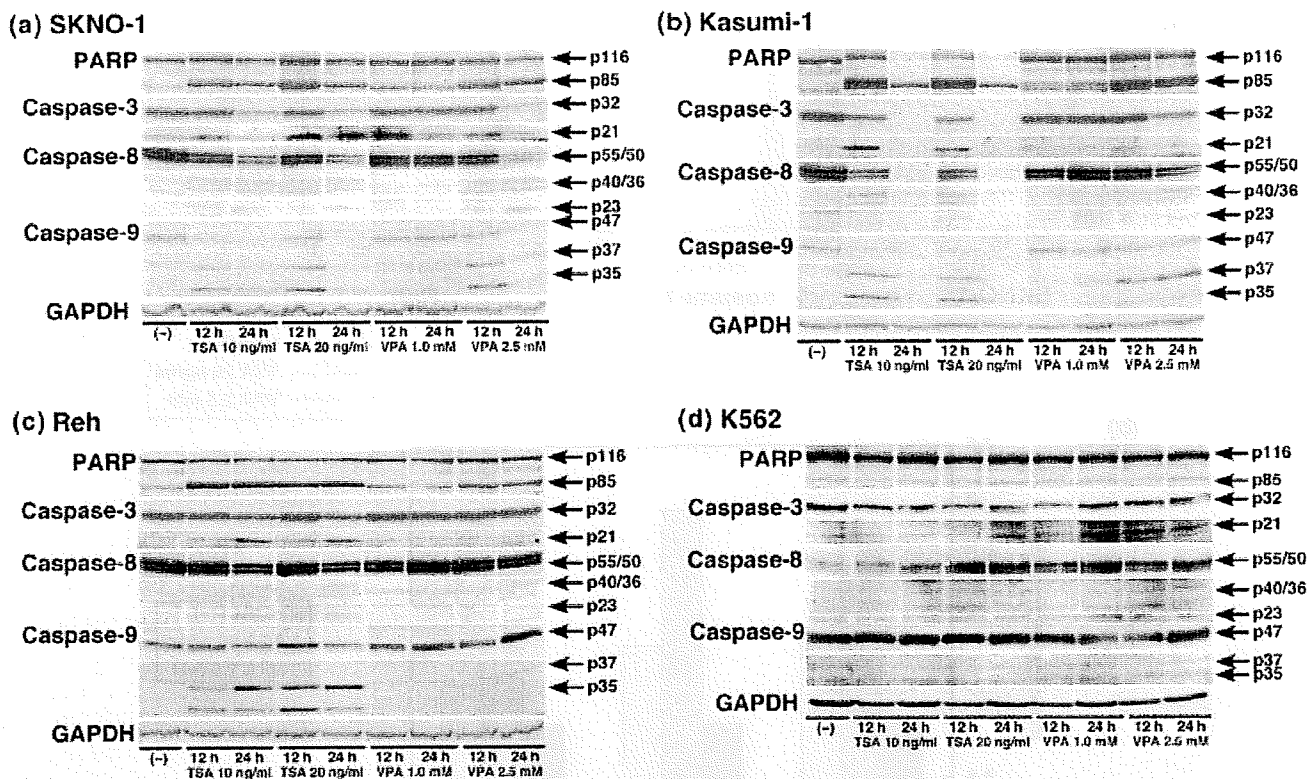 (a) SKNO-1
PARP
p116
p85
Caspase-3
p32
p21
Caspase-8
p55/50
p40/36
p23
p47
Caspase-9
p37
p35
GAPDH
(–) 12 h 24 h 12 h 24 h 12 h 24 h 12 h 24 h
TSA 10 ng/ml TSA 20 ng/ml VPA 1.0 mM VPA 2.5 mM
(b) Kasumi-1
PARP
p116
p85
Caspase-3
p32
p21
Caspase-8
p55/50
p40/36
p23
Caspase-9
p47
p37
p35
GAPDH
(–) 12 h 24 h 12 h 24 h 12 h 24 h 12 h 24 h
TSA 10 ng/ml TSA 20 ng/ml VPA 1.0 mM VPA 2.5 mM
(c) Reh
PARP
p116
p85
Caspase-3
p32
p21
Caspase-8
p55/50
p40/36
p23
Caspase-9
p47
p37
p35
GAPDH
(–) 12 h 24 h 12 h 24 h 12 h 24 h 12 h 24 h
TSA 10 ng/ml TSA 20 ng/ml VPA 1.0 mM VPA 2.5 mM
(d) K562
PARP
p116
p85
Caspase-3
p32
p21
Caspase-8
p55/50
p40/36
p23
Caspase-9
p47
p37
p35
GAPDH
(–) 12 h 24 h 12 h 24 h 12 h 24 h 12 h 24 h
TSA 10 ng/ml TSA 20 ng/ml VPA 1.0 mM VPA 2.5 mM